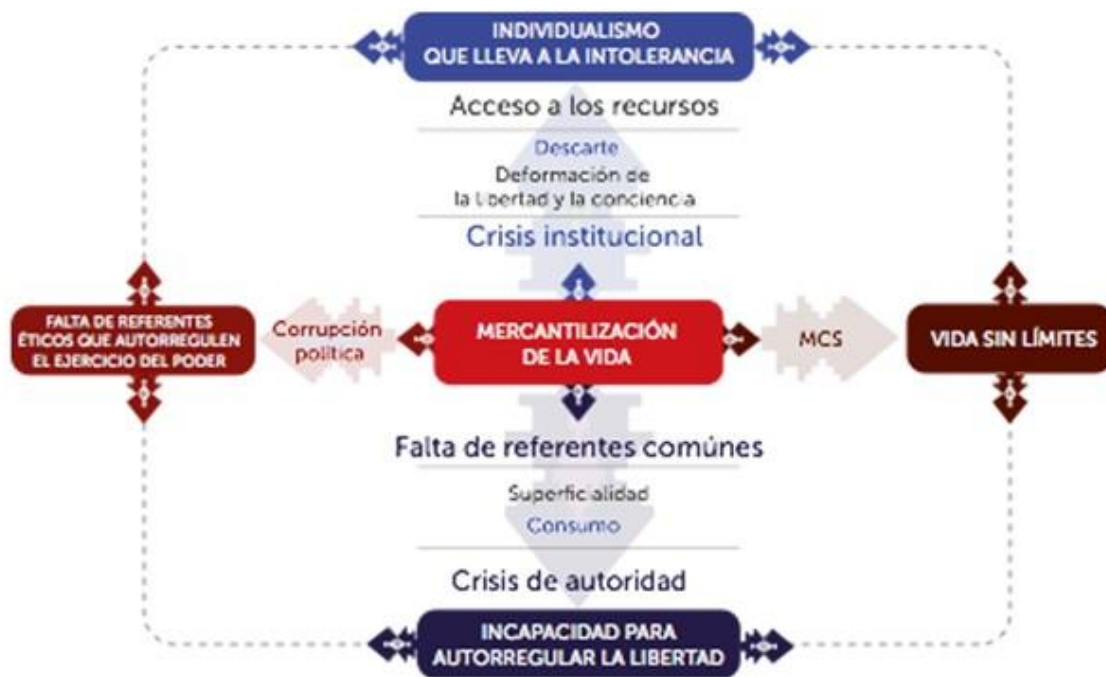 INDIVIDUALISMO
QUE LLEVA A LA INTOLERANCIA
Acceso a los recursos
Descarte
Deformación de
la libertad y la conciencia
Crisis institucional
FALTA DE REFERENTES
ÉTICOS QUE AUTORREGULEN
EL EJERCICIO DEL PODER
Corrupción
política
MERCANTILIZACIÓN
DE LA VIDA
MCS
VIDA SIN LÍMITES
Falta de referentes comúnes
Superficialidad
Consumo
Crisis de autoridad
INCAPACIDAD PARA
AUTORREGULAR LA LIBERTAD